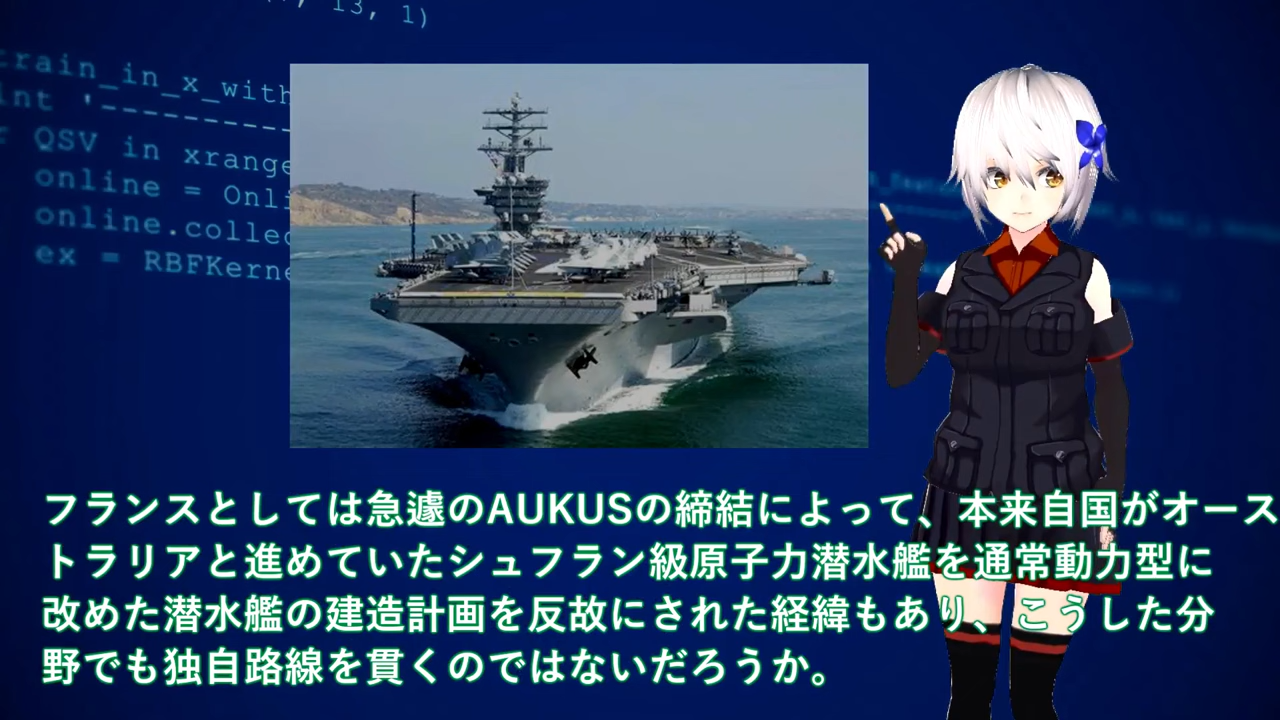 13, 1)
train_in_x_with
int '----------
QSV in xrange
online = Onli
online.collec
ex = RBFKerne
フランスとしては急遽のAUKUSの締結によって、本来自国がオース
トラリアと進めていたシュフラン級原子力潜水艦を通常動力型に
改めた潜水艦の建造計画を反故にされた経緯もあり、こうした分
野でも独自路線を貫くのではないだろうか。